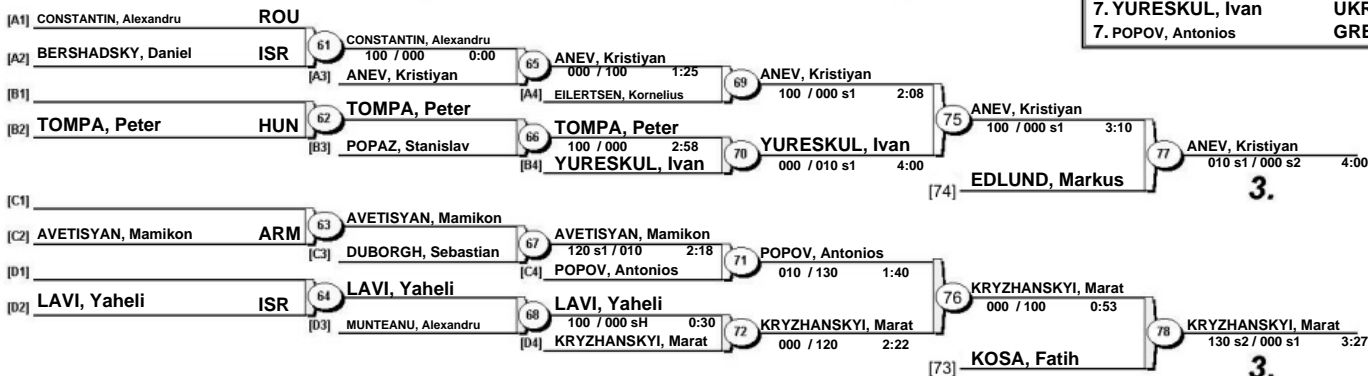 7. YURESKUL, Ivan UKR
7. POPOV, Antonios GRE
[A1] CONSTANTIN, Alexandru ROU
[A2] BERSHADSKY, Daniel ISR
61 CONSTANTIN, Alexandru
100 / 000 0:00
[A3] ANEV, Kristiyan
65 ANEV, Kristiyan
000 / 100 1:25
[A4] EILERTSEN, Kornelius
69 ANEV, Kristiyan
100 / 000 s1 2:08
[B1]
[B2] TOMPA, Peter HUN
62 TOMPA, Peter
[B3] POPAZ, Stanislav
66 TOMPA, Peter
100 / 000 2:58
[B4] YURESKUL, Ivan
70 YURESKUL, Ivan
000 / 010 s1 4:00
75 ANEV, Kristiyan
100 / 000 s1 3:10
[74] EDLUND, Markus
77 ANEV, Kristiyan
010 s1 / 000 s2 4:00
3.
[C1]
[C2] AVETISYAN, Mamikon ARM
63 AVETISYAN, Mamikon
[C3] DUBORGH, Sebastian
67 AVETISYAN, Mamikon
120 s1 / 010 2:18
[C4] POPOV, Antonios
71 POPOV, Antonios
010 / 130 1:40
[D1]
[D2] LAVI, Yaheli ISR
64 LAVI, Yaheli
[D3] MUNTEANU, Alexandru
68 LAVI, Yaheli
100 / 000 sH 0:30
[D4] KRYZHANSKYI, Marat
72 KRYZHANSKYI, Marat
000 / 120 2:22
76 KRYZHANSKYI, Marat
000 / 100 0:53
[73] KOSA, Fatih
78 KRYZHANSKYI, Marat
130 s2 / 000 s1 3:27
3.